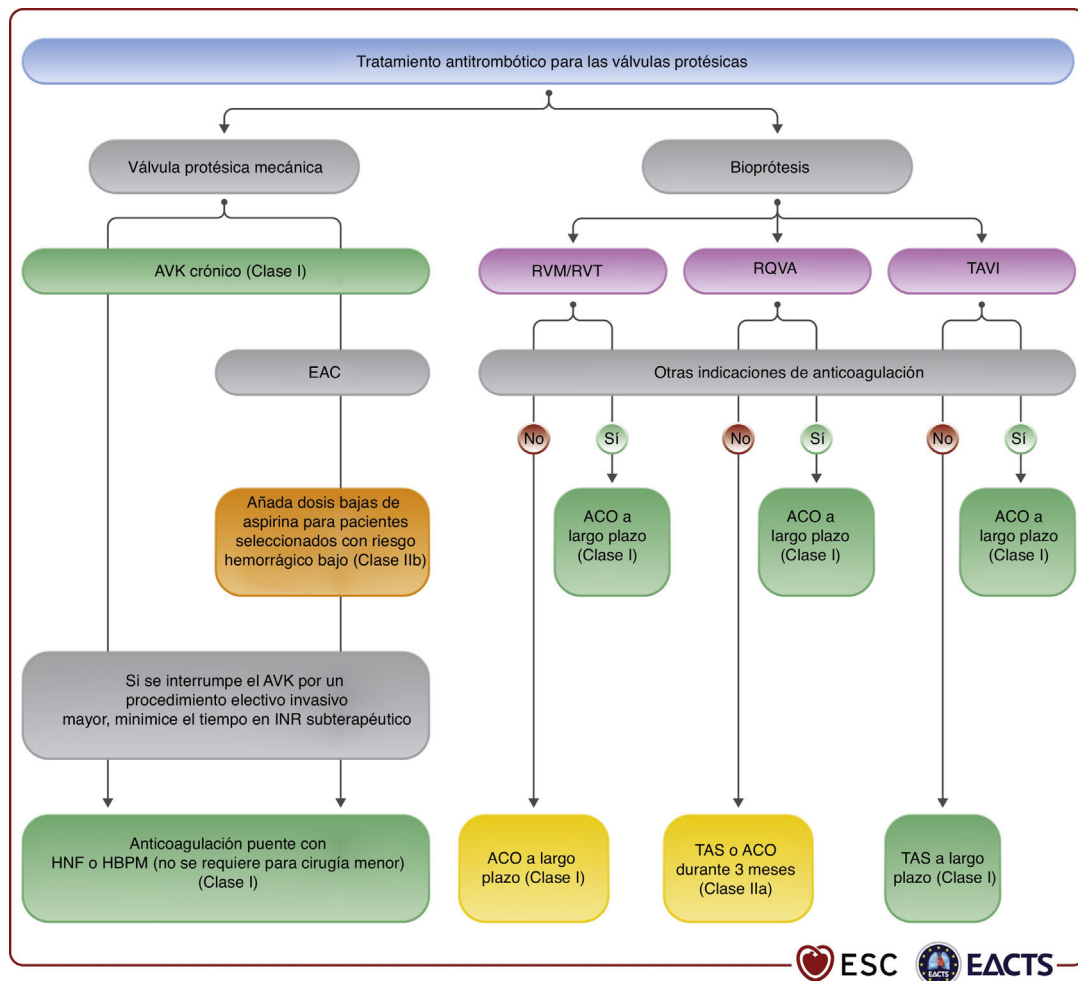 Tratamiento antitrombótico para las válvulas protésicas
Válvula protésica mecánica
Bioprótesis
AVK crónico (Clase I)
RVM/RVT
RQVA
TAVI
EAC
Otras indicaciones de anticoagulación
No
Sí
No
Sí
No
Sí
Añada dosis bajas de
aspirina para pacientes
seleccionados con riesgo
hemorrágico bajo (Clase IIb)
ACO a
largo plazo
(Clase I)
ACO a
largo plazo
(Clase I)
ACO a
largo plazo
(Clase I)
Si se interrumpe el AVK por un
procedimiento electivo invasivo
mayor, minimice el tiempo en INR subterapéutico
Anticoagulación puente con
HNF o HBPM (no se requiere para cirugía menor)
(Clase I)
ACO a largo
plazo (Clase I)
TAS o ACO
durante 3 meses
(Clase IIa)
TAS a largo
plazo (Clase I)
ESC
EACTS
EACTS